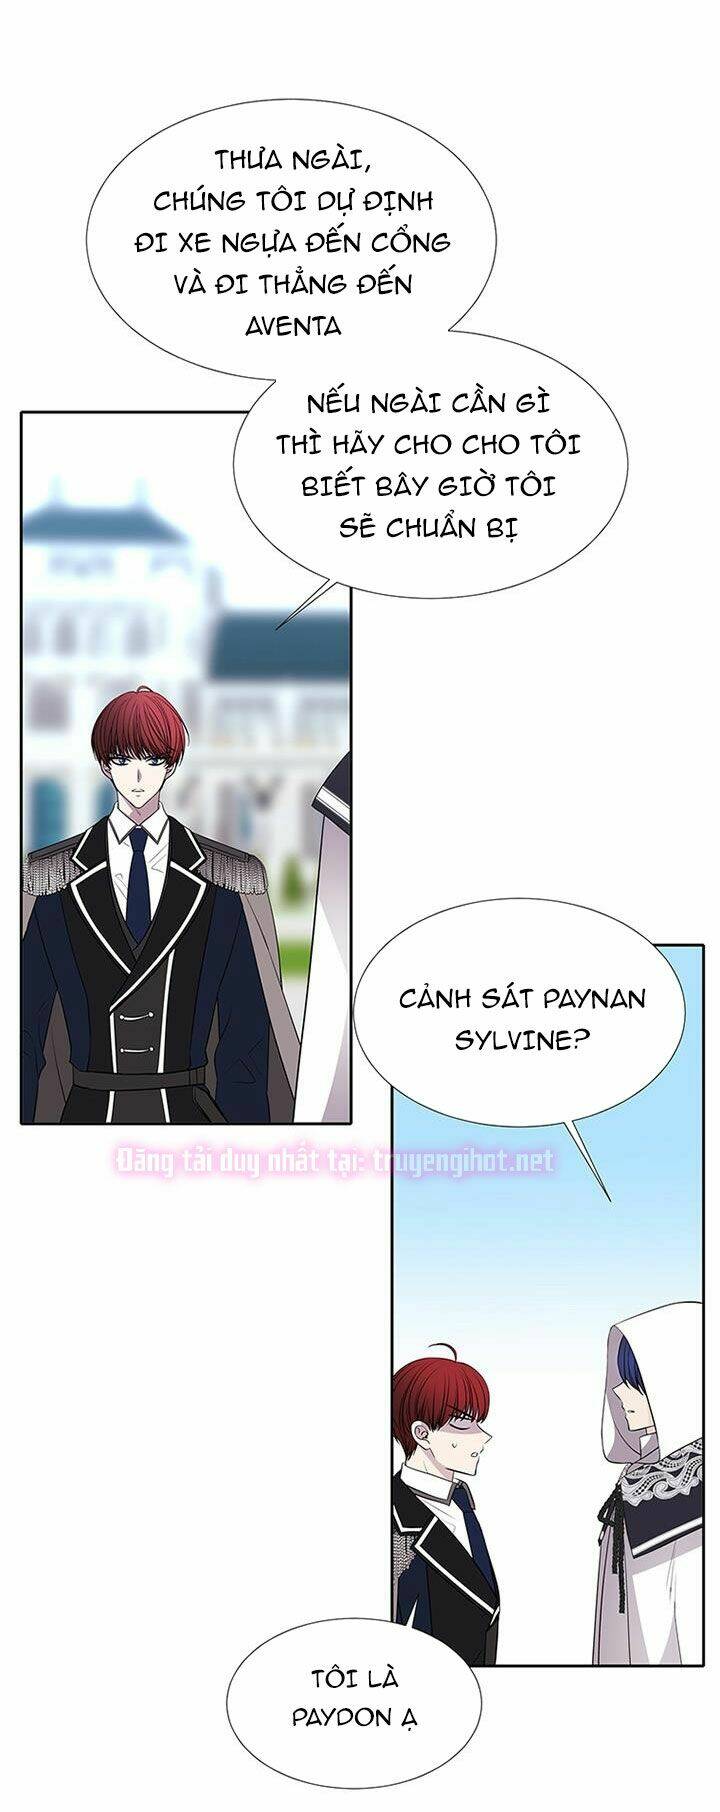 THƯA NGÀI,
CHÚNG TÔI DỰ ĐỊNH
ĐI XE NGỰA ĐẾN CỔNG
VÀ ĐI THẲNG ĐẾN
AVENTA
NẾU NGÀI CẦN GÌ
THÌ HÃY CHO CHO TÔI
BIẾT BÂY GIỜ TÔI
SẼ CHUẨN BỊ
CẢNH SÁT PAYNAN
SYLVINE?
Đăng tải duy nhất tại: truyengihot.net
TÔI LÀ
PAYDON Ạ